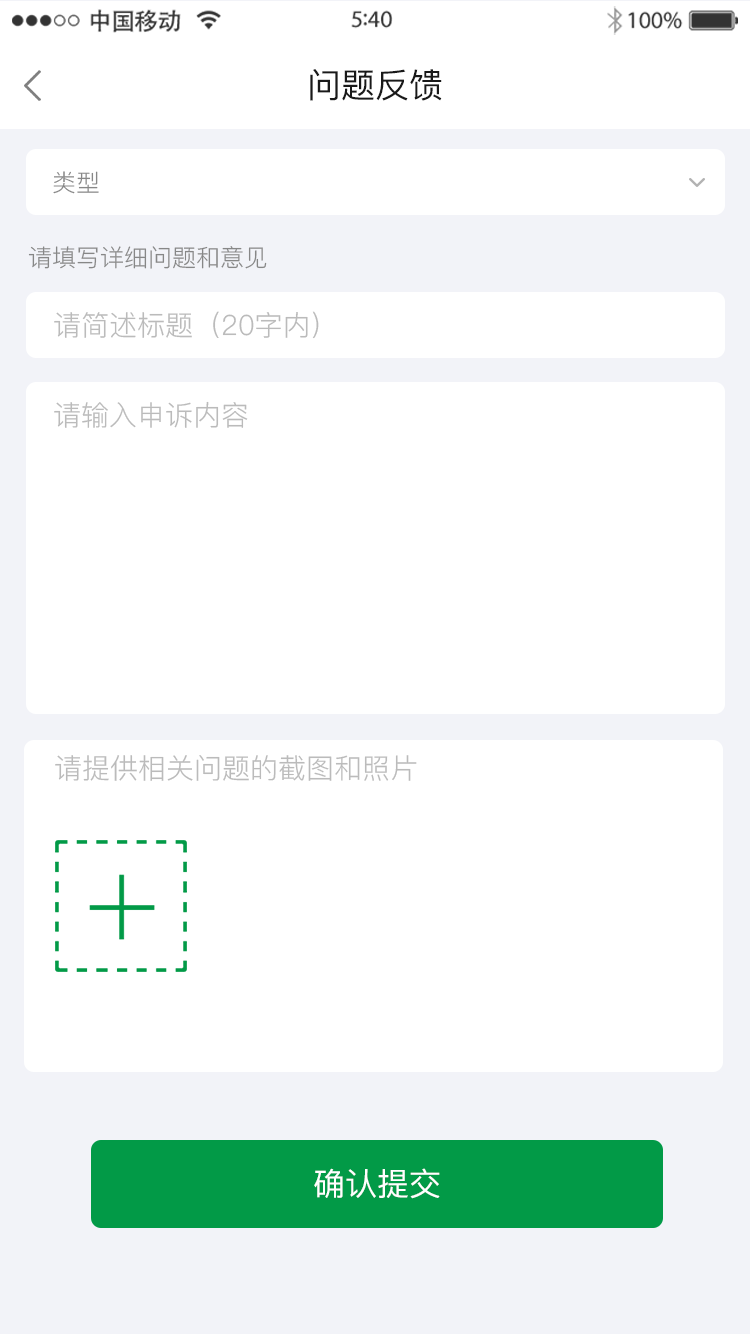 中国移动 5:40 100%
问题反馈
类型
请填写详细问题和意见
请简述标题（20字内）
请输入申诉内容
请提供相关问题的截图和照片
确认提交